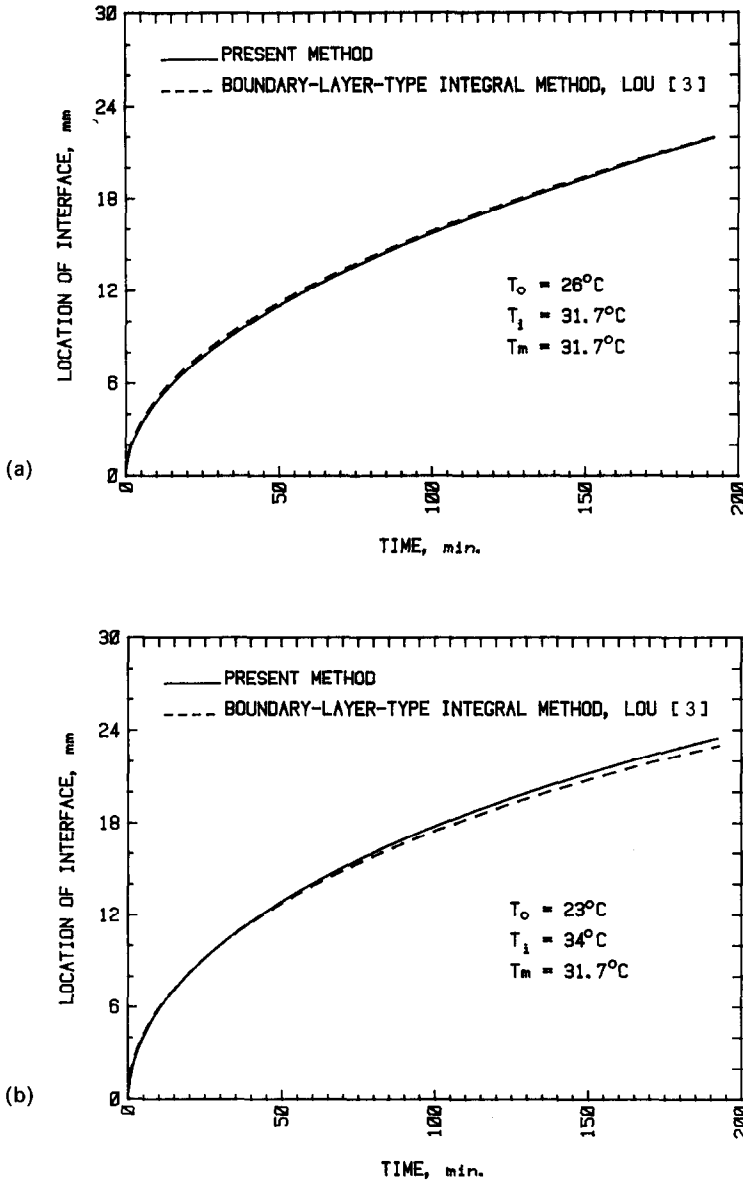 30
24
18
12
6
0
LOCATION OF INTERFACE, mm
PRESENT METHOD
BOUNDARY-LAYER-TYPE INTEGRAL METHOD, LOU [3]
To = 26°C
Ti = 31.7°C
Tm = 31.7°C
(a)
0
50
100
150
200
TIME, min.
30
24
18
12
6
0
LOCATION OF INTERFACE, mm
PRESENT METHOD
BOUNDARY-LAYER-TYPE INTEGRAL METHOD, LOU [3]
To = 23°C
Ti = 34°C
Tm = 31.7°C
(b)
0
50
100
150
200
TIME, min.